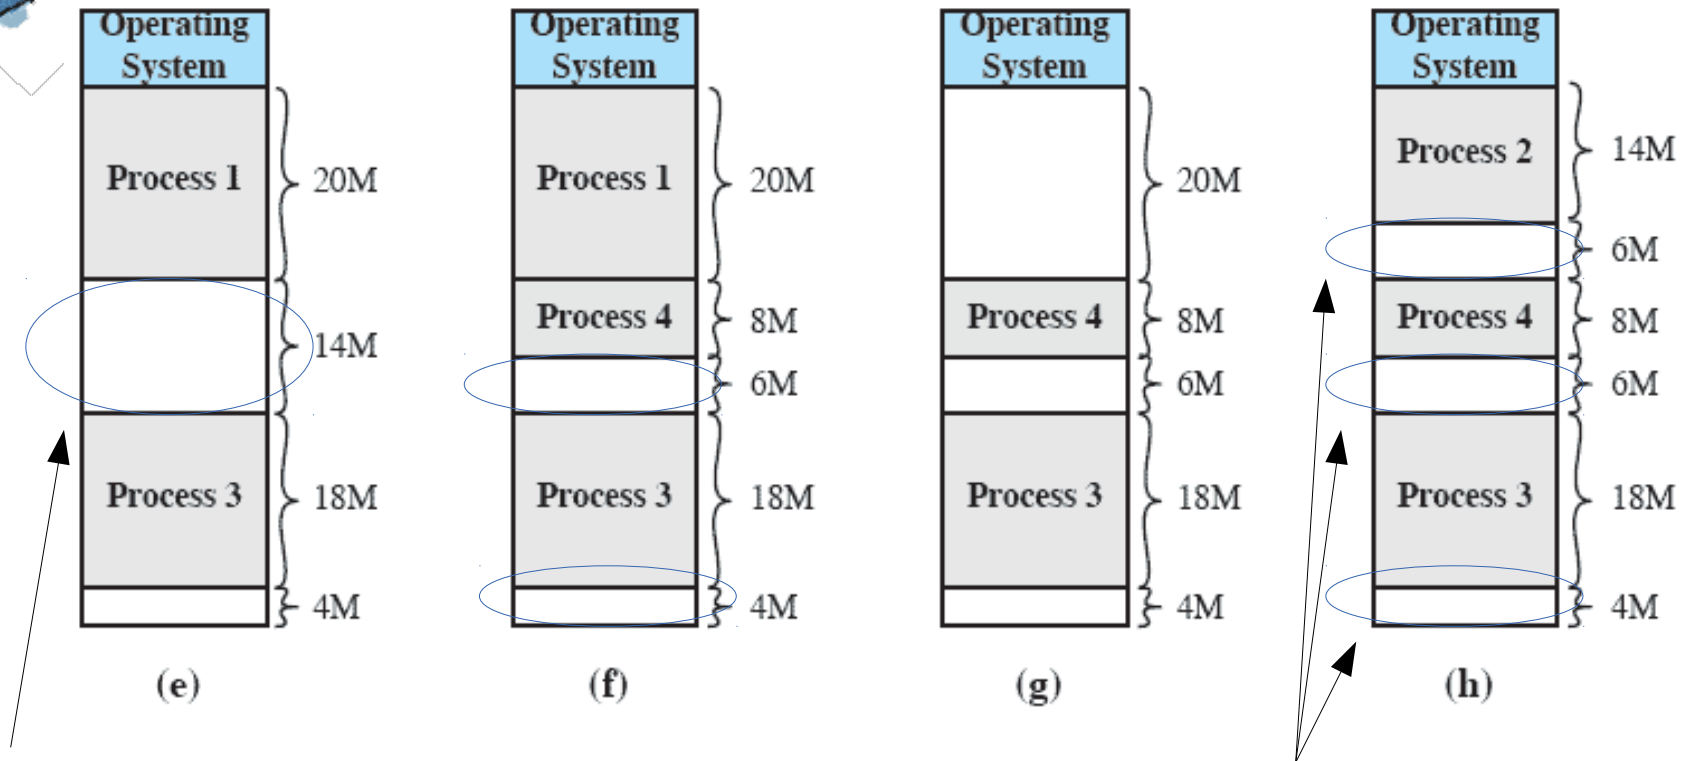 Operating
System
Process 1
20M
14M
Process 3
18M
4M
(e)
Operating
System
Process 1
20M
Process 4
8M
6M
Process 3
18M
4M
(f)
Operating
System
20M
Process 4
8M
6M
Process 3
18M
4M
(g)
Operating
System
Process 2
14M
6M
Process 4
8M
6M
Process 3
18M
4M
(h)